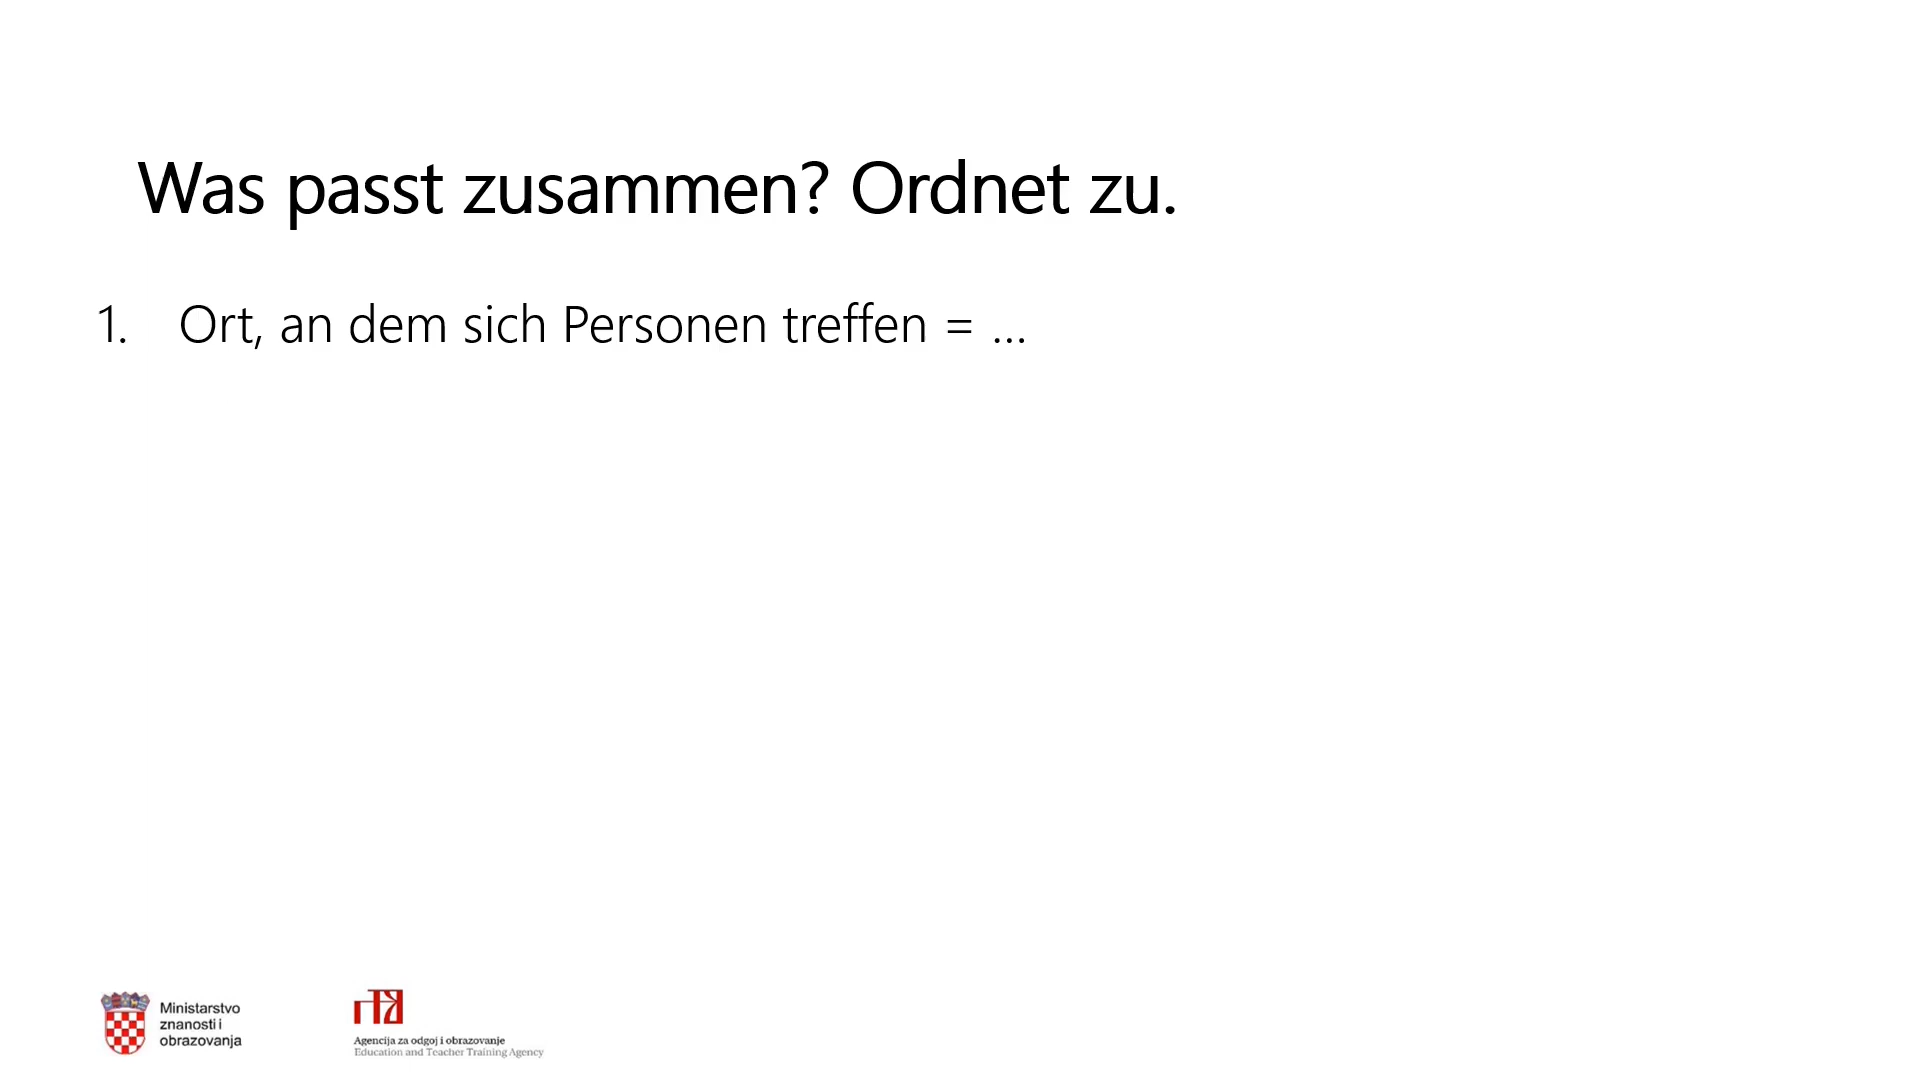 Was passt zusammen? Ordnet zu.
1. Ort, an dem sich Personen treffen = ...
Ministarstvo
znanosti i
obrazovanja
Agencija za odgoj i obrazovanje
Education and Teacher Training Agency